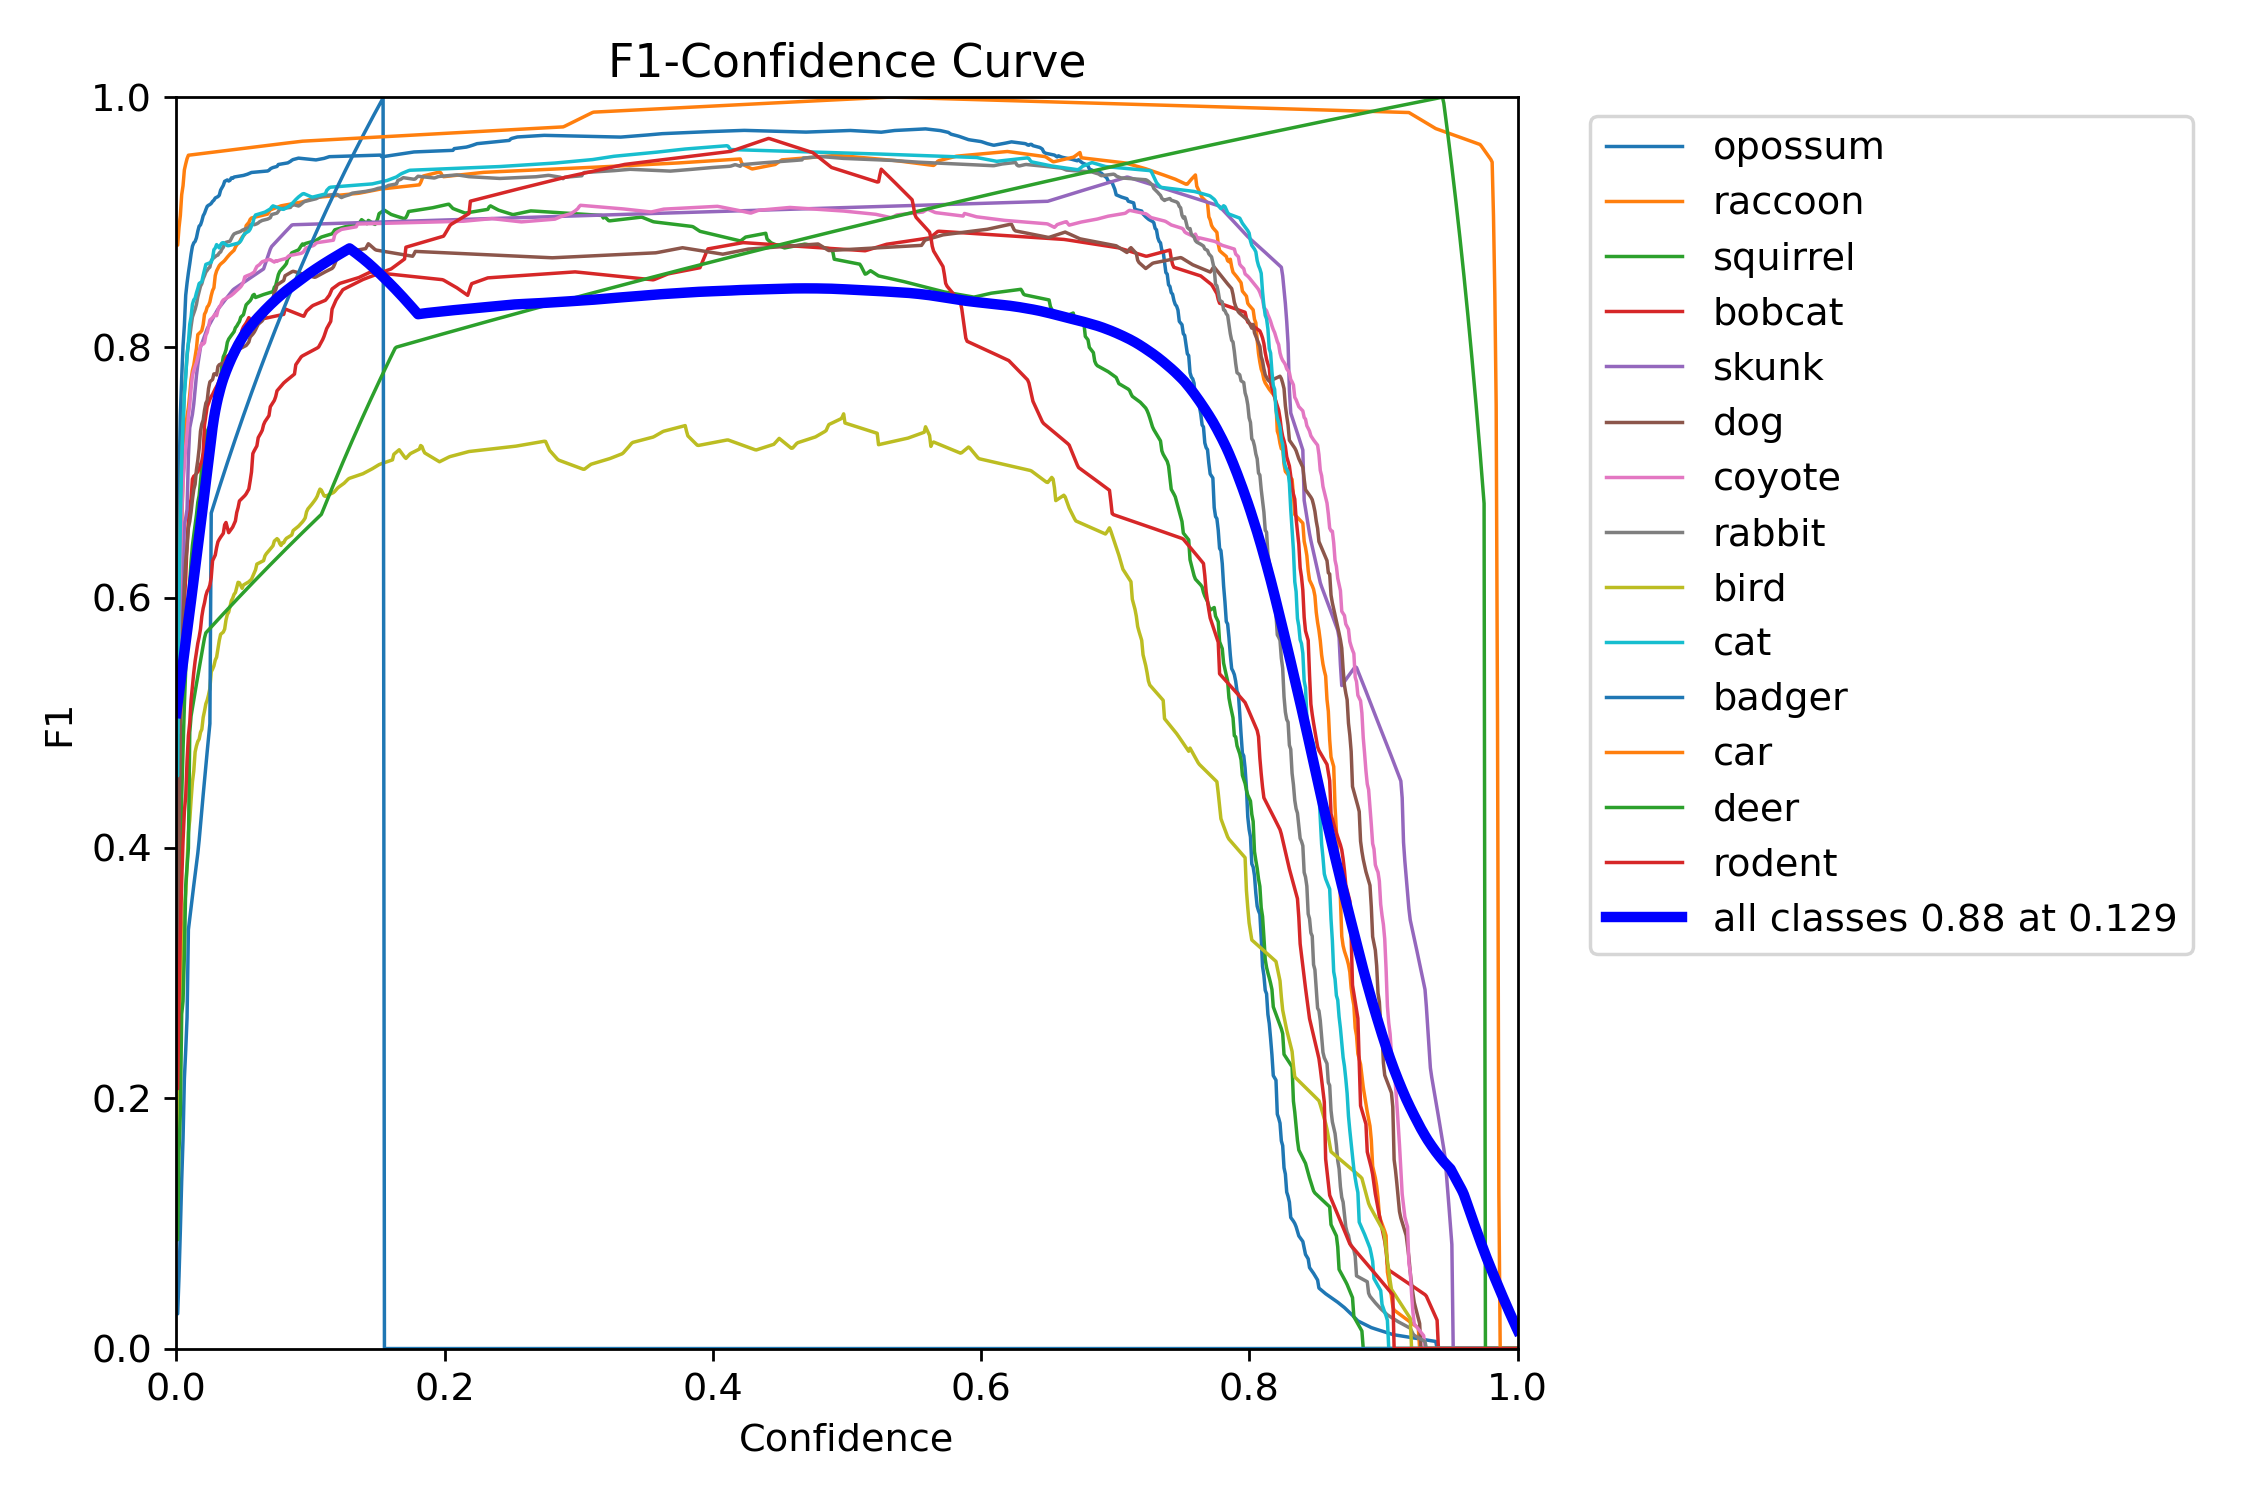 F1-Confidence Curve
1.0
0.8
0.6
0.4
0.2
0.0
F1
0.0 0.2 0.4 0.6 0.8 1.0
Confidence
opossum
raccoon
squirrel
bobcat
skunk
dog
coyote
rabbit
bird
cat
badger
car
deer
rodent
all classes 0.88 at 0.129